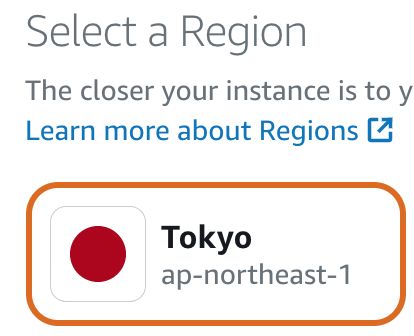 Select a Region
The closer your instance is to y
Learn more about Regions
Tokyo
ap-northeast-1